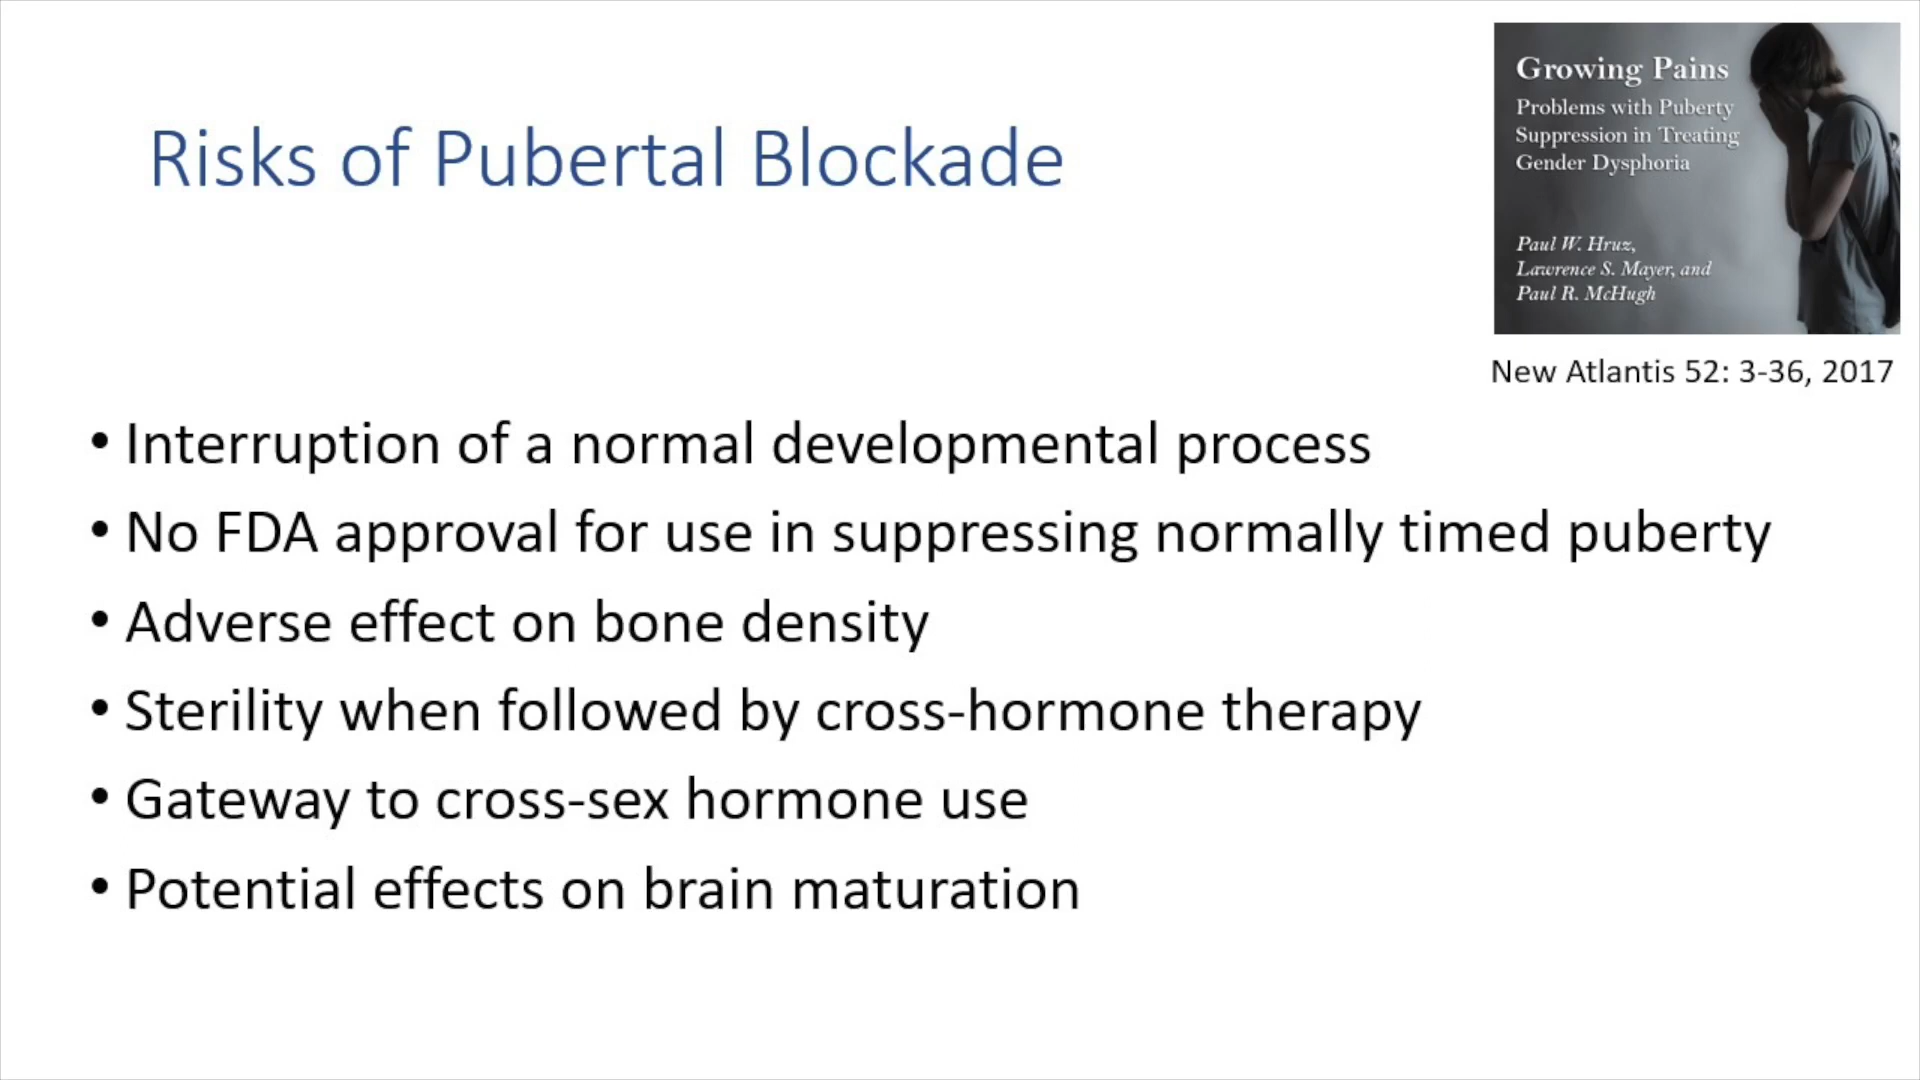 Risks of Pubertal Blockade
Growing Pains
Problems with Puberty
Suppression in Treating
Gender Dysphoria
Paul W. Hruz,
Lawrence S. Mayer, and
Paul R. McHugh
New Atlantis 52: 3-36, 2017
• Interruption of a normal developmental process
• No FDA approval for use in suppressing normally timed puberty
• Adverse effect on bone density
• Sterility when followed by cross-hormone therapy
• Gateway to cross-sex hormone use
• Potential effects on brain maturation